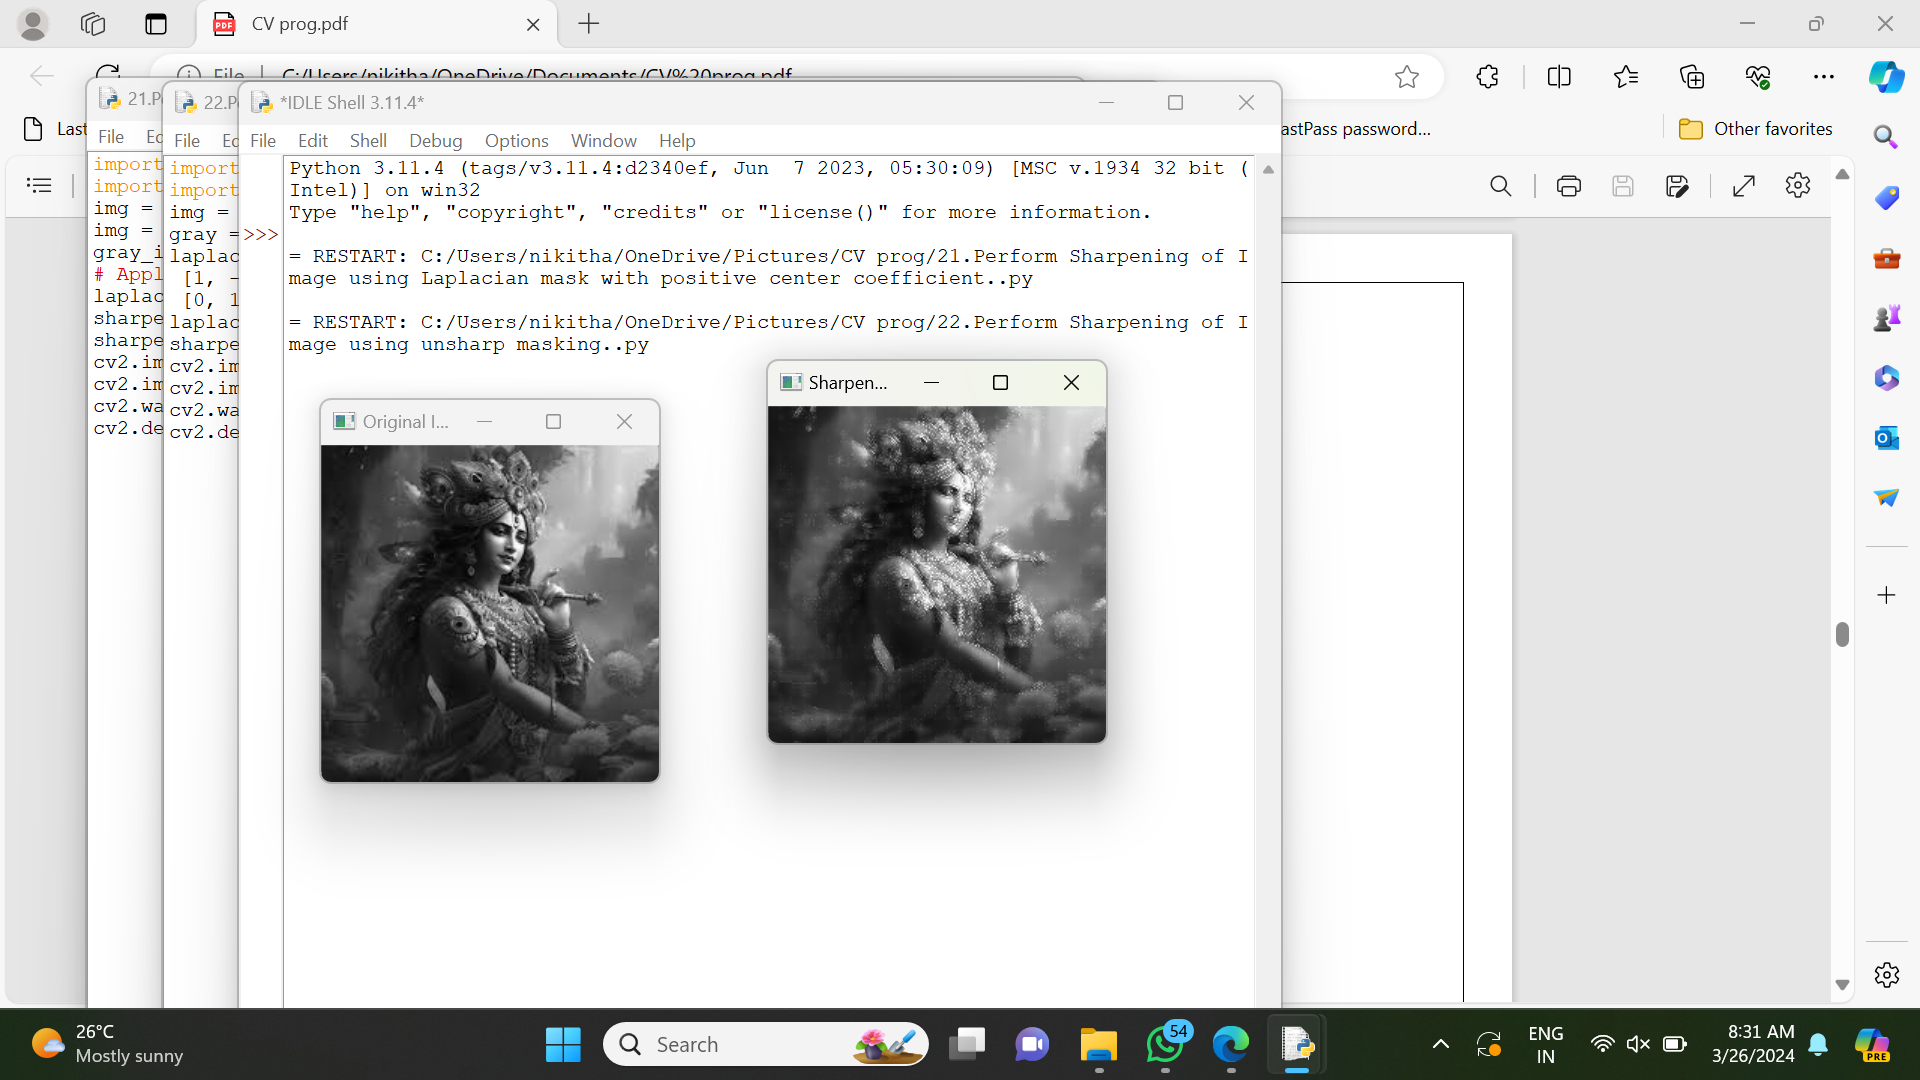 CV prog.pdf
File | C:/Users/nikitha/OneDrive/Documents/CV%20prog.pdf
astPass password...
Other favorites
21.P
File
import
import
img =
img =
gray_i
# Appl
laplac
sharpe
sharpe
cv2.im
cv2.im
cv2.wa
cv2.de
22.P
File
import
import
img =
gray =
laplac
[1, -
[0, 1
laplac
sharpe
cv2.im
cv2.im
cv2.wa
cv2.de
*IDLE Shell 3.11.4*
File Edit Shell Debug Options Window Help
Python 3.11.4 (tags/v3.11.4:d2340ef, Jun  7 2023, 05:30:09) [MSC v.1934 32 bit (
Intel)] on win32
Type "help", "copyright", "credits" or "license()" for more information.
>>>
= RESTART: C:/Users/nikitha/OneDrive/Pictures/CV prog/21.Perform Sharpening of I
mage using Laplacian mask with positive center coefficient..py
= RESTART: C:/Users/nikitha/OneDrive/Pictures/CV prog/22.Perform Sharpening of I
mage using unsharp masking..py
Original I...
Sharpen...
26°C
Mostly sunny
Search
54
ENG
IN
8:31 AM
3/26/2024
PRE